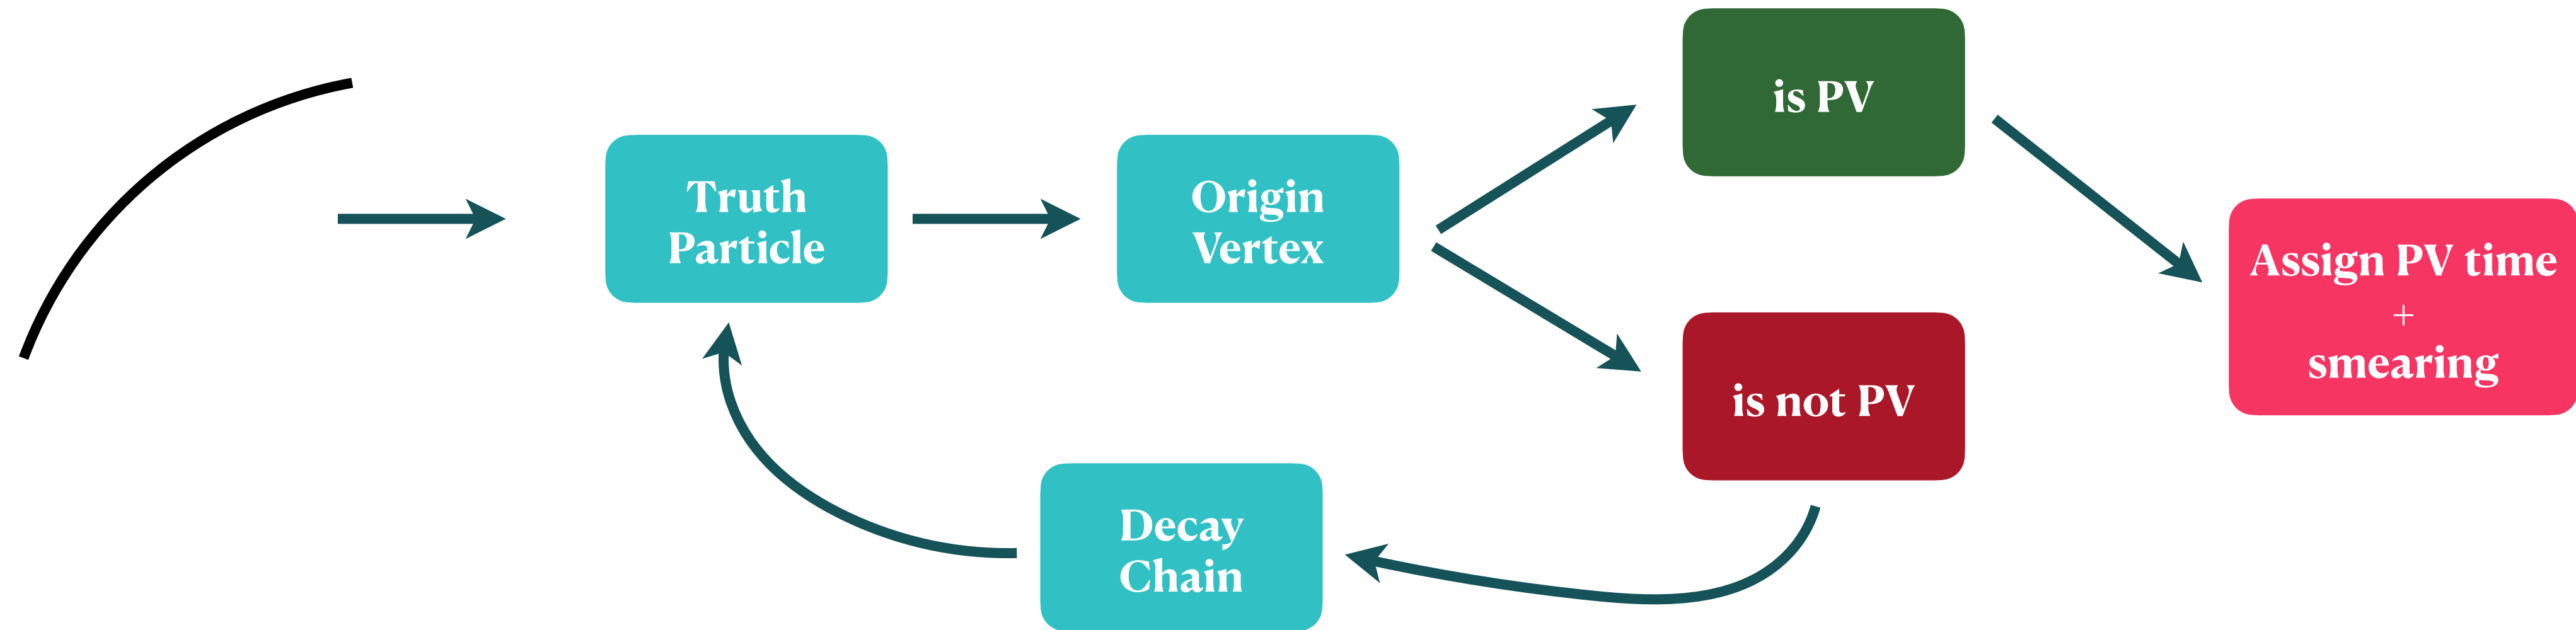 Truth
Particle
Origin
Vertex
is PV
is not PV
Assign PV time
+
smearing
Decay
Chain